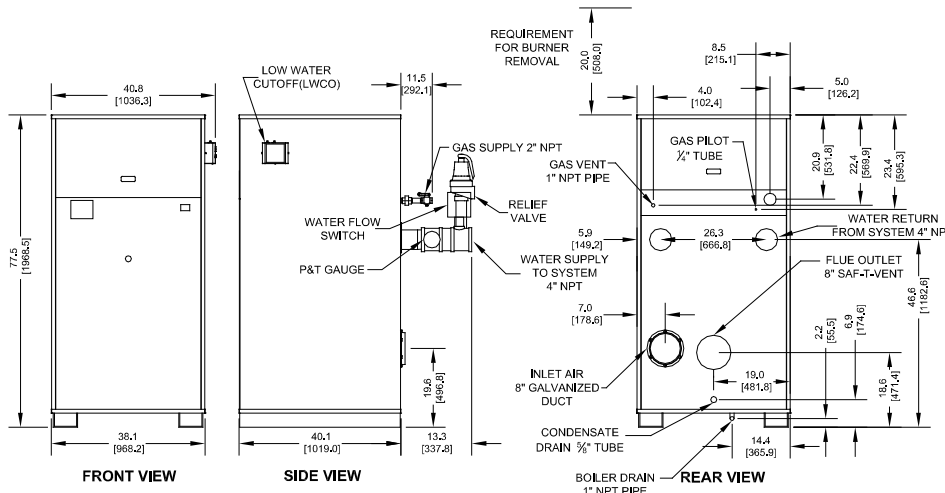 REQUIREMENT
FOR BURNER
REMOVAL
20.0
[508.0]
8.5
[215.1]
5.0
[126.2]
4.0
[102.4]
LOW WATER
CUTOFF(LWCO)
11.5
[292.1]
40.8
[1036.3]
GAS SUPPLY 2" NPT
GAS PILOT
¼" TUBE
GAS VENT
1" NPT PIPE
20.9
[531.8]
22.4
[569.9]
23.4
[595.3]
RELIEF
VALVE
WATER FLOW
SWITCH
P&T GAUGE
WATER SUPPLY
TO SYSTEM
4" NPT
5.9
[149.2]
26.3
[666.8]
WATER RETURN
FROM SYSTEM 4" NP
FLUE OUTLET
8" SAF-T-VENT
77.5
[1968.5]
46.6
[1182.6]
7.0
[178.6]
2.2
[55.5]
6.9
[174.6]
19.6
[496.8]
INLET AIR
8" GALVANIZED
DUCT
19.0
[481.8]
18.6
[471.4]
CONDENSATE
DRAIN ⅝" TUBE
38.1
[968.2]
40.1
[1019.0]
13.3
[337.8]
14.4
[365.9]
BOILER DRAIN
1" NPT PIPE
FRONT VIEW
SIDE VIEW
REAR VIEW